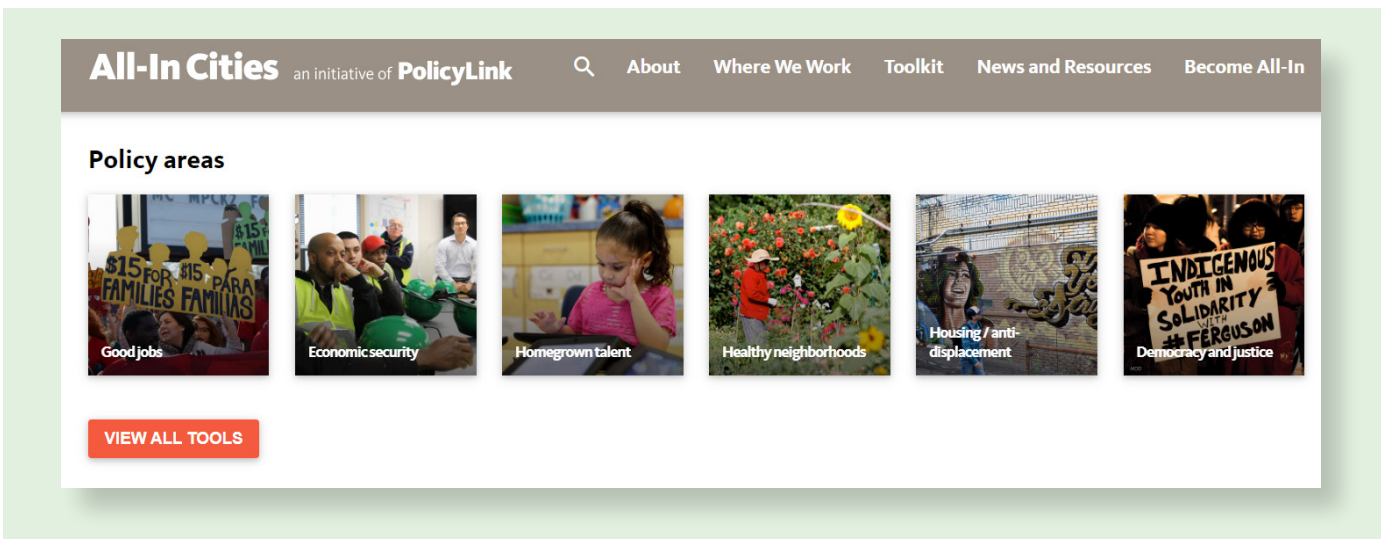 All-In Cities an initiative of PolicyLink
About Where We Work Toolkit News and Resources Become All-In
Policy areas
$15 FOR FAMILIES
$15 PARA FAMILIAS
$15
Good jobs
Economic security
Homegrown talent
Healthy neighborhoods
Housing / anti-
displacement
INDIGENOUS
YOUTH IN
SOLIDARITY
WITH
#FERGUSON
Democracy and justice
VIEW ALL TOOLS